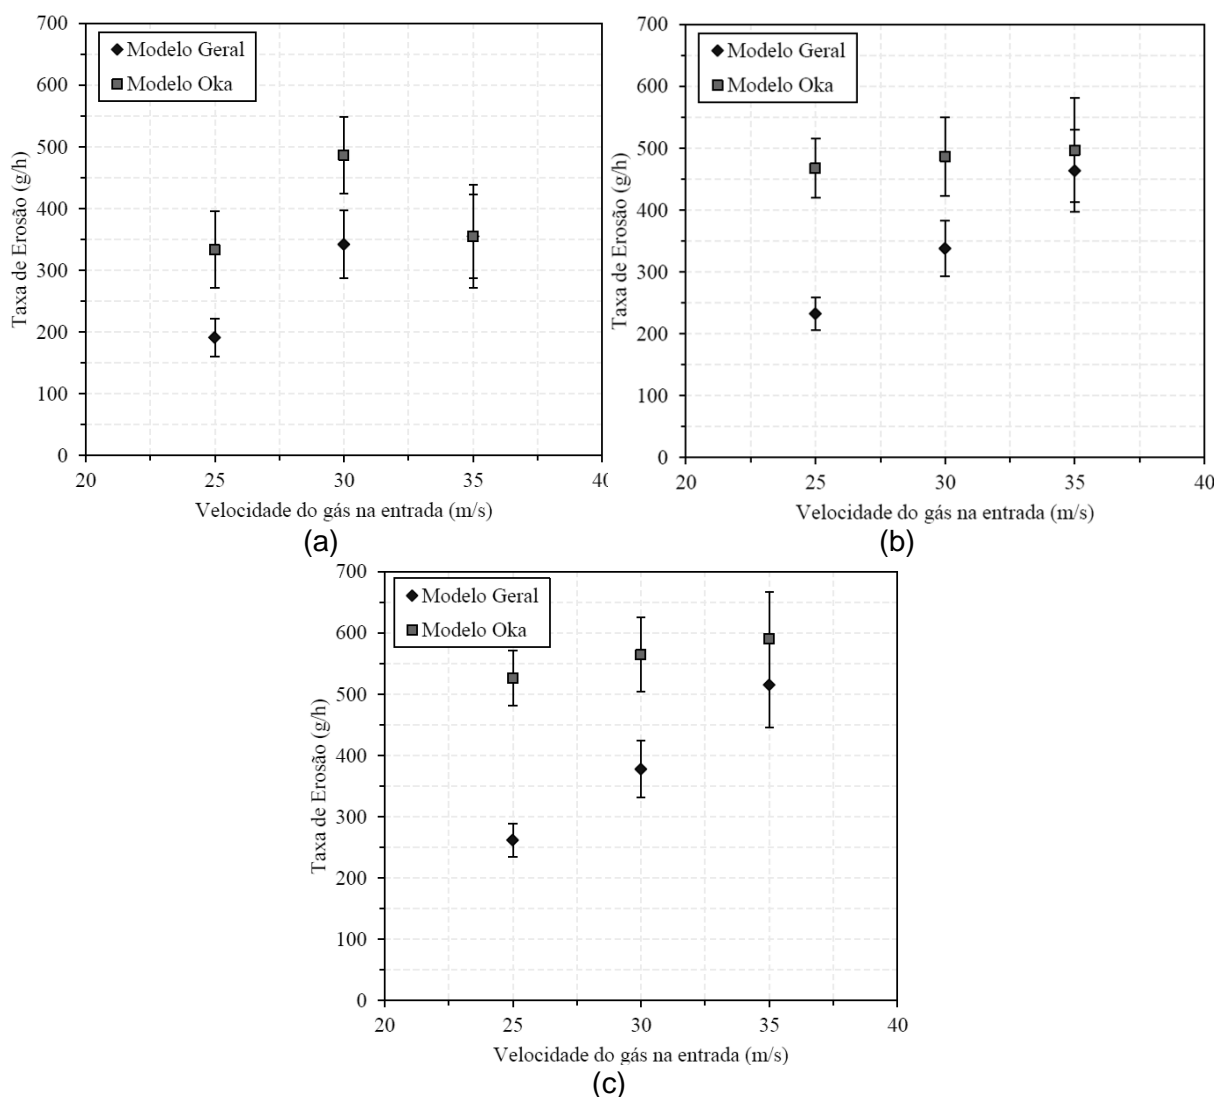 700
600
500
400
300
200
100
0
Taxa de Erosão (g/h)
Modelo Geral
Modelo Oka
20 25 30 35 40
Velocidade do gás na entrada (m/s)
(a)
700
600
500
400
300
200
100
0
Taxa de Erosão (g/h)
Modelo Geral
Modelo Oka
20 25 30 35 40
Velocidade do gás na entrada (m/s)
(b)
700
600
500
400
300
200
100
0
Taxa de Erosão (g/h)
Modelo Geral
Modelo Oka
20 25 30 35 40
Velocidade do gás na entrada (m/s)
(c)